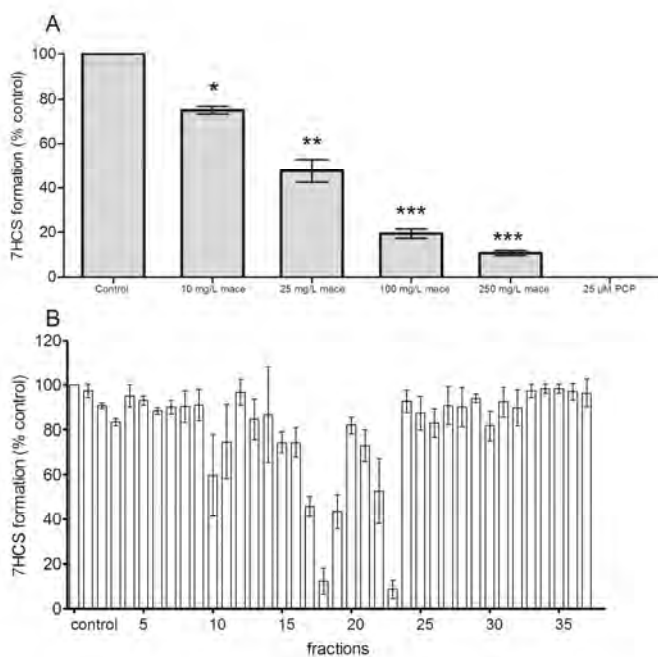 A
7HCS formation (% control)
100
80
60
40
20
0
*
**
***
***
Control
10 mg/L mace
25 mg/L mace
100 mg/L mace
250 mg/L mace
25 µM PCP
B
7HCS formation (% control)
120
100
80
60
40
20
0
control
5
10
15
20
25
30
35
fractions